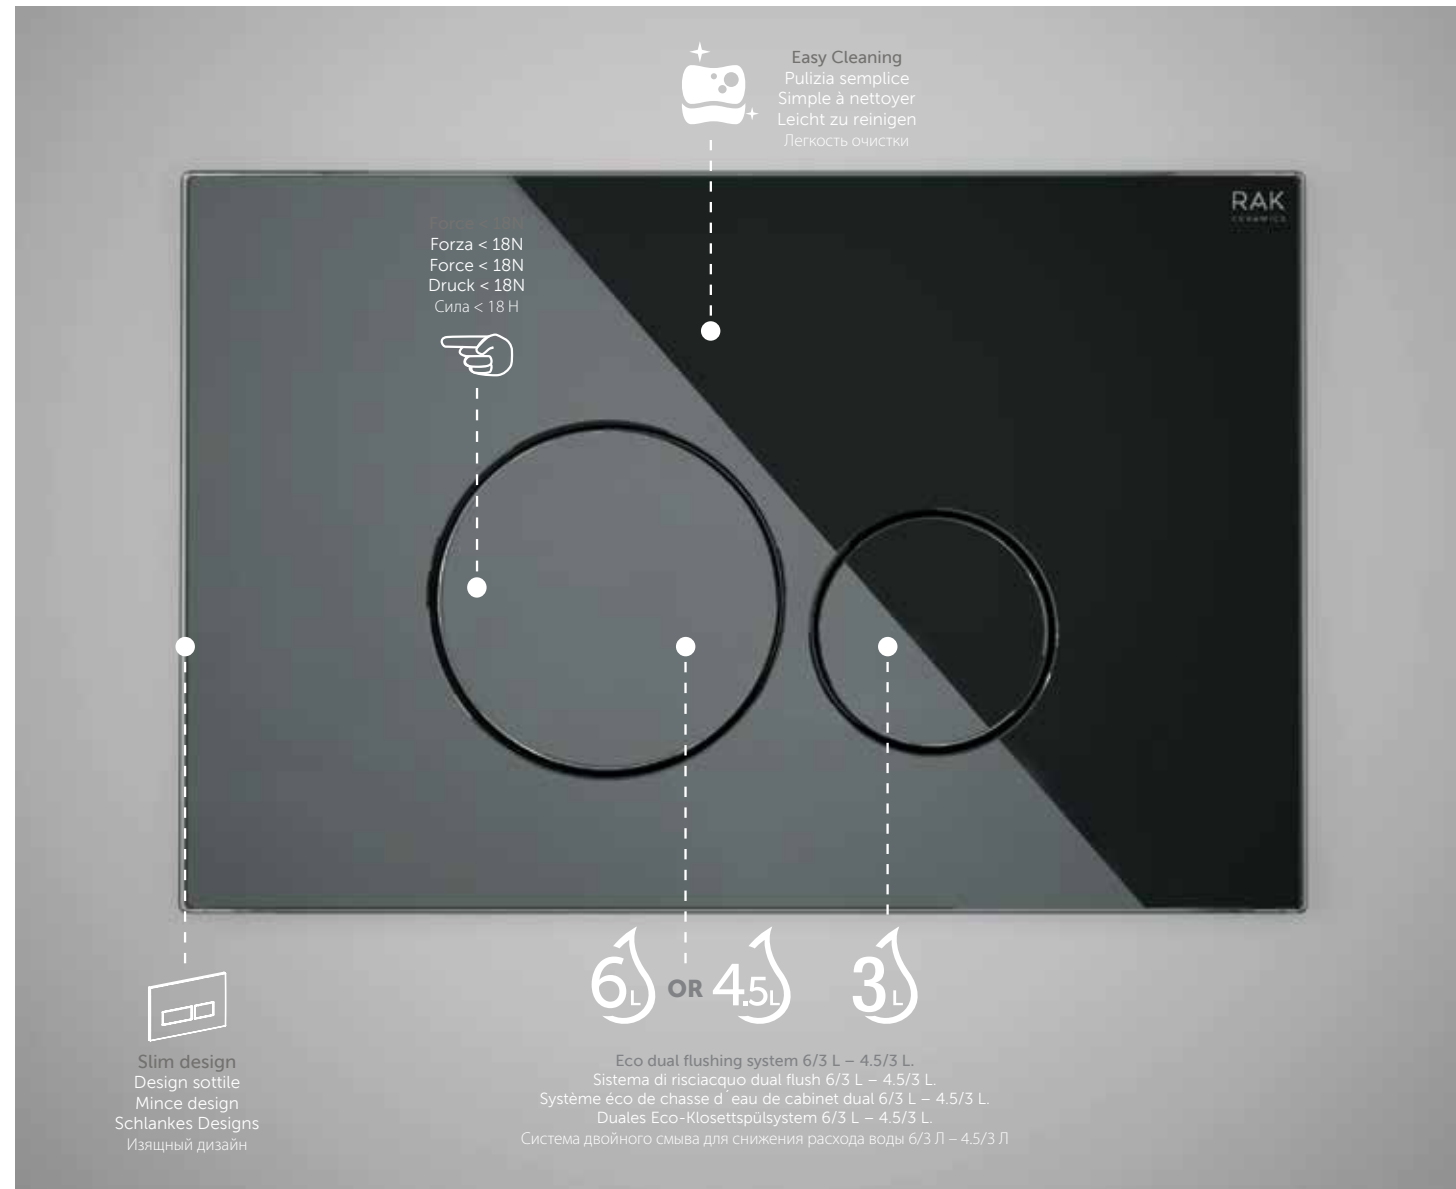 Easy Cleaning
Pulizia semplice
Simple à nettoyer
Leicht zu reinigen
Легкость очистки
RAK
CERAMICS
Force < 18N
Forza < 18N
Force < 18N
Druck < 18N
Сила < 18 Н
6L OR 4.5L 3L
Slim design
Design sottile
Mince design
Schlankes Designs
Изящный дизайн
Eco dual flushing system 6/3 L – 4.5/3 L.
Sistema di risciacquo dual flush 6/3 L – 4.5/3 L.
Système éco de chasse d´eau de cabinet dual 6/3 L – 4.5/3 L.
Duales Eco-Klosettspülsystem 6/3 L – 4.5/3 L.
Система двойного смыва для снижения расхода воды 6/3 Л – 4.5/3 Л